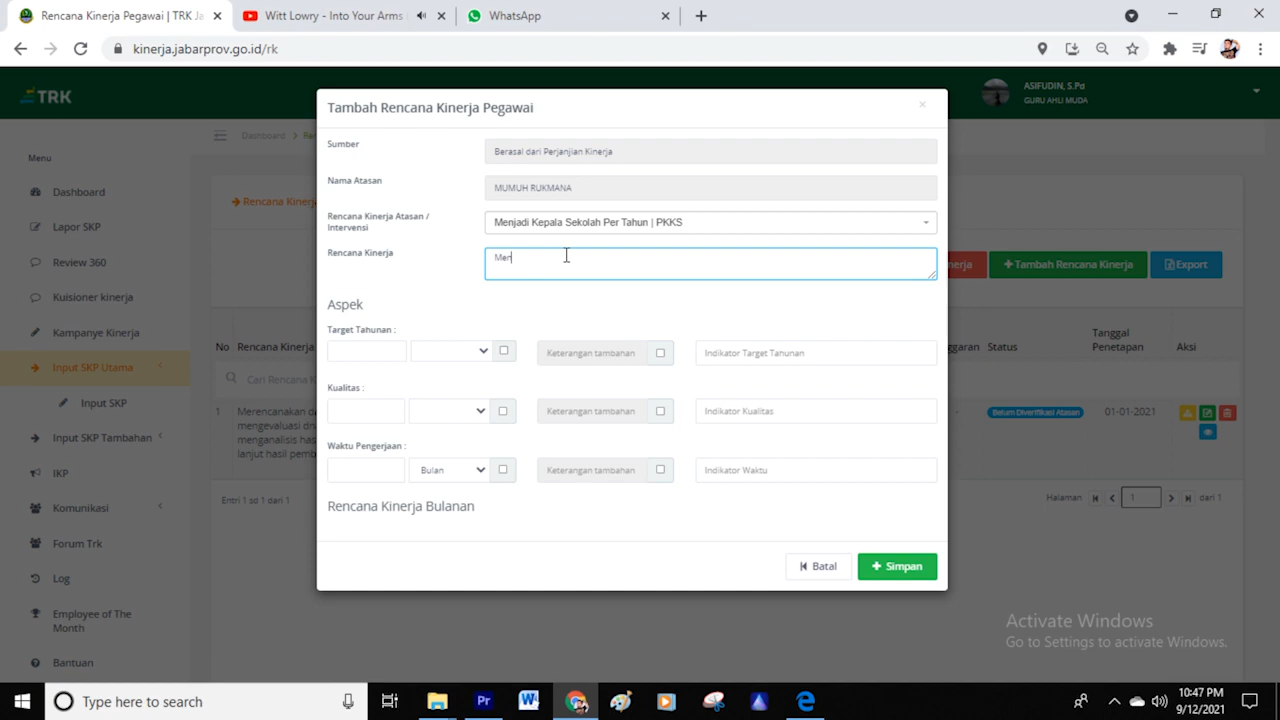 Rencana Kinerja Pegawai | TRK Ja
Witt Lowry - Into Your Arms
WhatsApp
kinerja.jabarprov.go.id/rk
TRK
ASIFUDIN, S.Pd
GURU AHLI MUDA
Menu
Dashboard
Lapor SKP
Review 360
Kuisioner kinerja
Kampanye Kinerja
Input SKP Utama
Input SKP
Input SKP Tambahan
IKP
Komunikasi
Forum Trk
Log
Employee of The
Month
Bantuan
Dashboard
Rencana Kinerja
Tambah Rencana Kinerja Pegawai
×
Sumber
Berasal dari Perjanjian Kinerja
Nama Atasan
MUMUH RUKMANA
Rencana Kinerja Atasan /
Intervensi
Menjadi Kepala Sekolah Per Tahun | PKKS
Rencana Kinerja
Men
Aspek
Target Tahunan :
Keterangan tambahan
Indikator Target Tahunan
Kualitas :
Keterangan tambahan
Indikator Kualitas
Waktu Pengerjaan :
Bulan
Keterangan tambahan
Indikator Waktu
Rencana Kinerja Bulanan
Batal
+ Simpan
nerja
+Tambah Rencana Kinerja
Export
No
Rencana Kinerja
ggaran
Status
Tanggal
Penetapan
Aksi
Cari Rencana K
1
Merencanakan d
mengevaluasi dna
menganalisis has
lanjut hasil pemb
-
Belum Diverifikasi Atasan
01-01-2021
Entri 1 sd 1 dari 1
Halaman
1
dari 1
Activate Windows
Go to Settings to activate Windows.
Type here to search
Pr
10:47 PM
9/12/2021